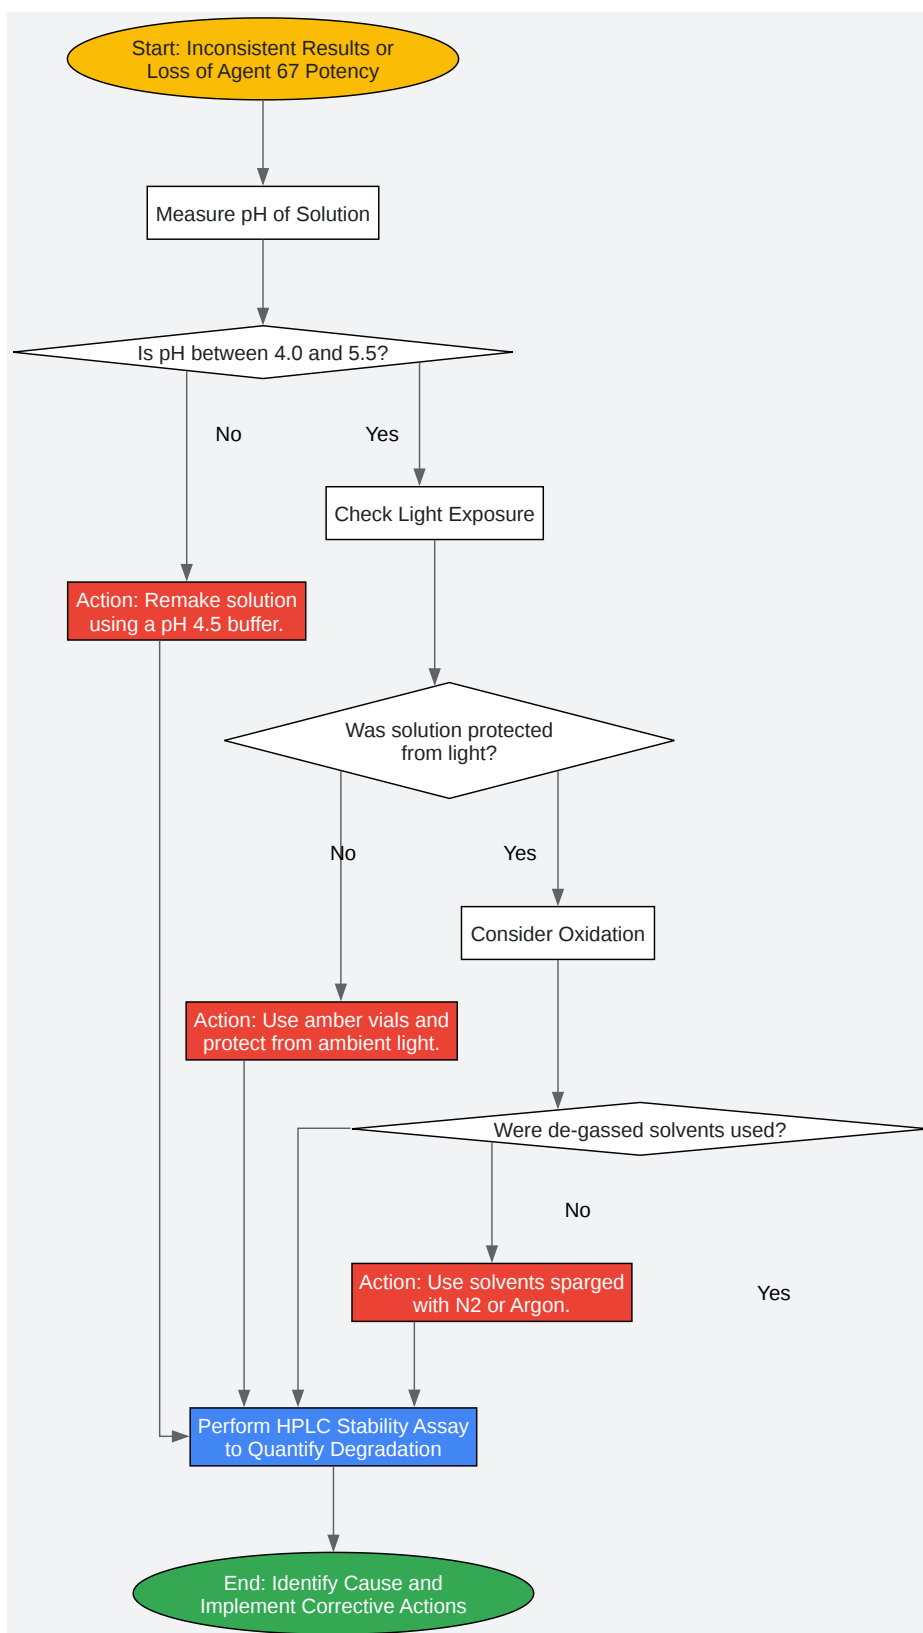 Start: Inconsistent Results or
Loss of Agent 67 Potency
Measure pH of Solution
Is pH between 4.0 and 5.5?
No
Yes
Check Light Exposure
Action: Remake solution
using a pH 4.5 buffer.
Was solution protected
from light?
No
Yes
Consider Oxidation
Action: Use amber vials and
protect from ambient light.
Were de-gassed solvents used?
No
Action: Use solvents sparged
with N2 or Argon.
Yes
Perform HPLC Stability Assay
to Quantify Degradation
End: Identify Cause and
Implement Corrective Actions